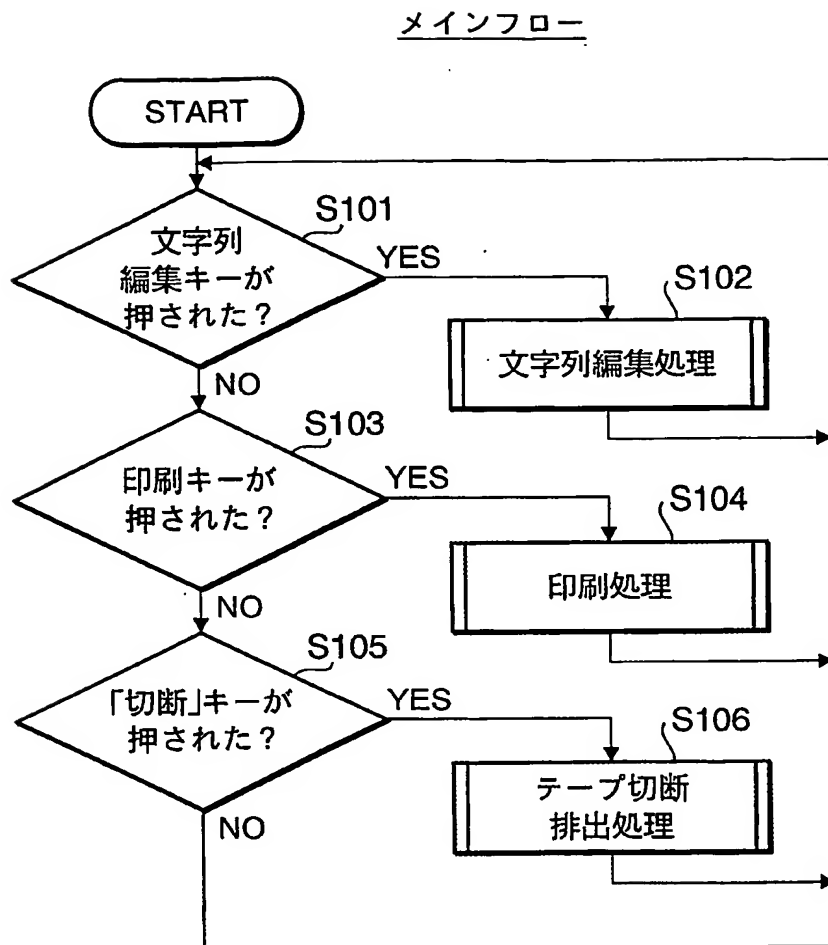 メインフロー
START
S101
文字列
編集キーが
押された?
YES
S102
文字列編集処理
NO
S103
印刷キーが
押された?
YES
S104
印刷処理
NO
S105
「切断」キーが
押された?
YES
S106
テープ切断
排出処理
NO